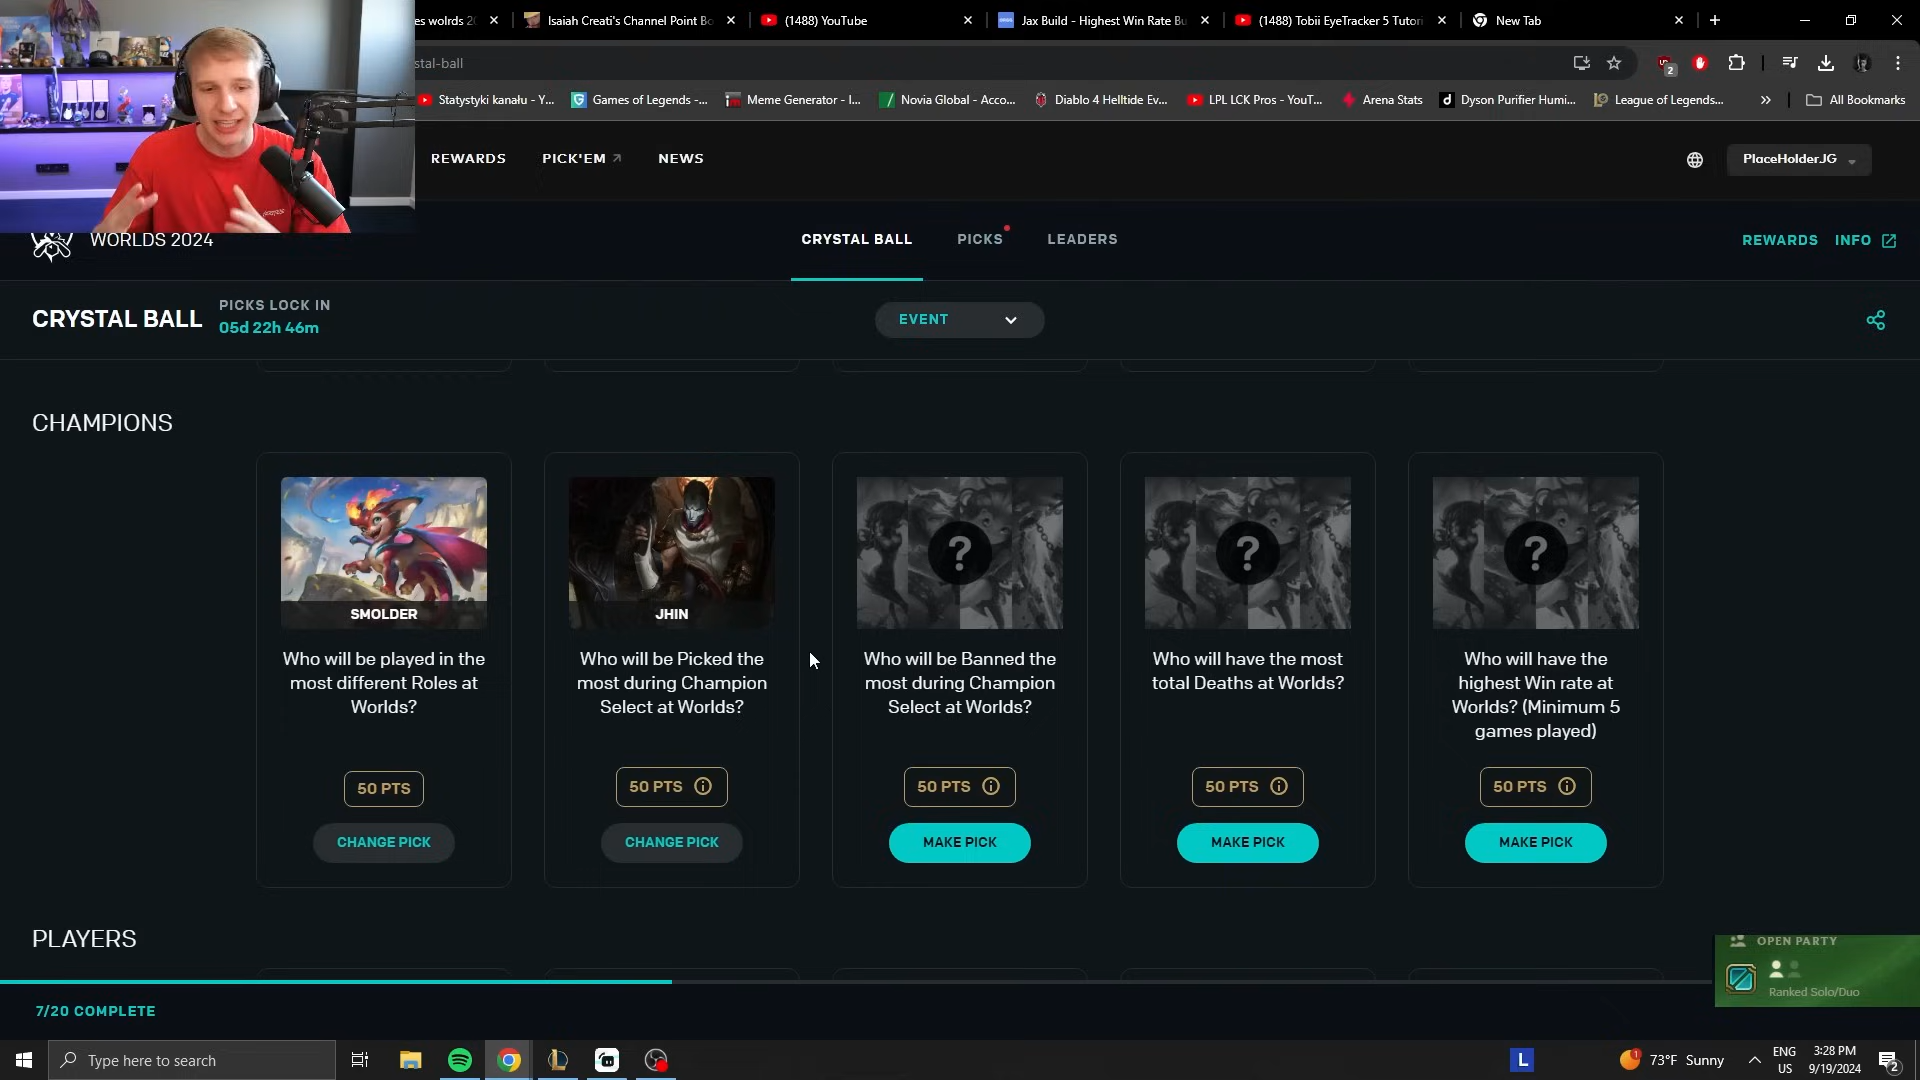 es wolrds 20
Isaiah Creati's Channel Point Bo
(1488) YouTube
Jax Build - Highest Win Rate Bu
(1488) Tobii EyeTracker 5 Tutori
New Tab
stal-ball
2
Statystyki kanału - Y...
Games of Legends -...
Meme Generator - I...
Novia Global - Acco...
Diablo 4 Helltide Ev...
LPL LCK Pros - YouT...
Arena Stats
Dyson Purifier Humi...
League of Legends...
All Bookmarks
REWARDS
PICK'EM
NEWS
PlaceHolderJG
WORLDS 2024
CRYSTAL BALL
PICKS
LEADERS
REWARDS
INFO
CRYSTAL BALL
PICKS LOCK IN
05d 22h 46m
EVENT
CHAMPIONS
SMOLDER
Who will be played in the
most different Roles at
Worlds?
50 PTS
CHANGE PICK
JHIN
Who will be Picked the
most during Champion
Select at Worlds?
50 PTS
CHANGE PICK
?
Who will be Banned the
most during Champion
Select at Worlds?
50 PTS
MAKE PICK
?
Who will have the most
total Deaths at Worlds?
50 PTS
MAKE PICK
?
Who will have the
highest Win rate at
Worlds? (Minimum 5
games played)
50 PTS
MAKE PICK
PLAYERS
OPEN PARTY
Ranked Solo/Duo
7/20 COMPLETE
Type here to search
L
1
73°F Sunny
ENG
US
3:28 PM
9/19/2024
2